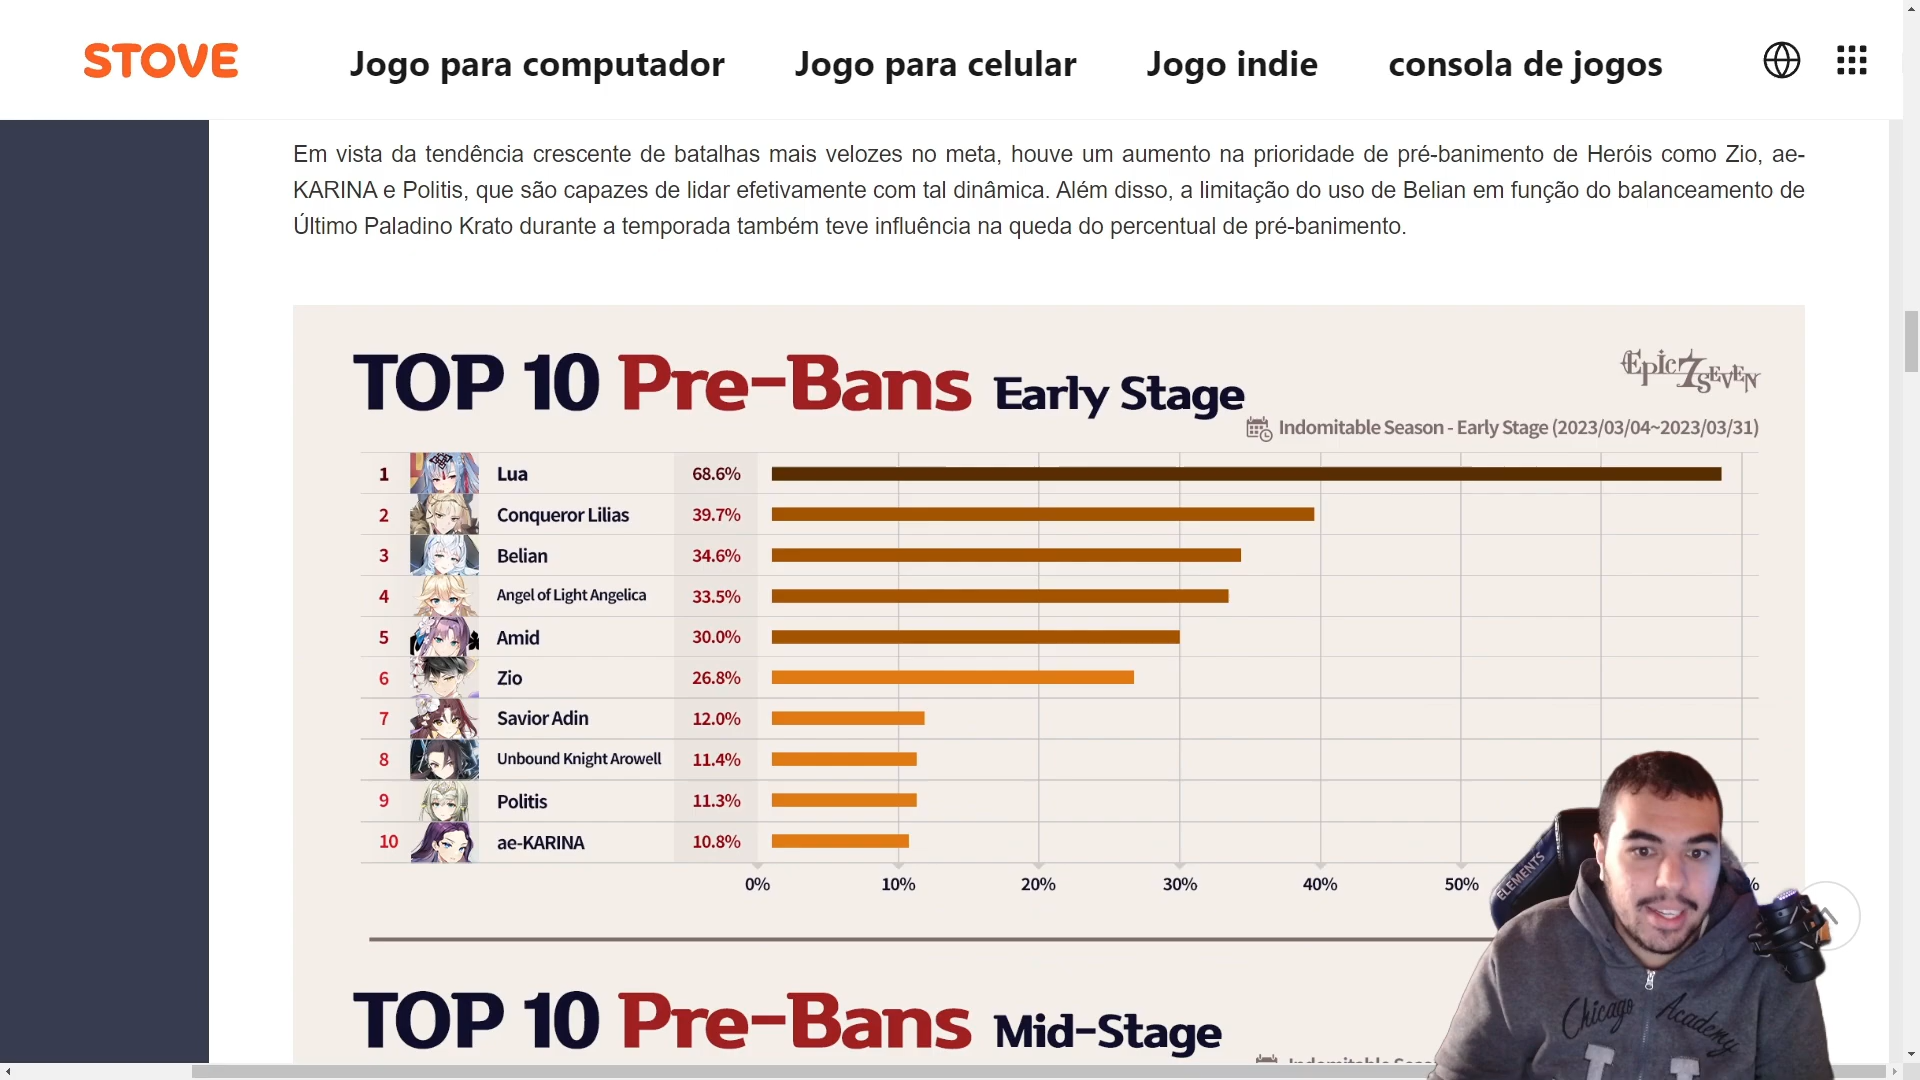 STOVE
Jogo para computador
Jogo para celular
Jogo indie
consola de jogos
Em vista da tendência crescente de batalhas mais velozes no meta, houve um aumento na prioridade de pré-banimento de Heróis como Zio, ae-
KARINA e Politis, que são capazes de lidar efetivamente com tal dinâmica. Além disso, a limitação do uso de Belian em função do balanceamento de
Último Paladino Krato durante a temporada também teve influência na queda do percentual de pré-banimento.
TOP 10 Pre-Bans Early Stage
Epic7 SEVEN
Indomitable Season - Early Stage (2023/03/04~2023/03/31)
1 Lua 68.6%
2 Conqueror Lilias 39.7%
3 Belian 34.6%
4 Angel of Light Angelica 33.5%
5 Amid 30.0%
6 Zio 26.8%
7 Savior Adin 12.0%
8 Unbound Knight Arowell 11.4%
9 Politis 11.3%
10 ae-KARINA 10.8%
0% 10% 20% 30% 40% 50%
ELEMENTS
TOP 10 Pre-Bans Mid-Stage
Chicago Academy